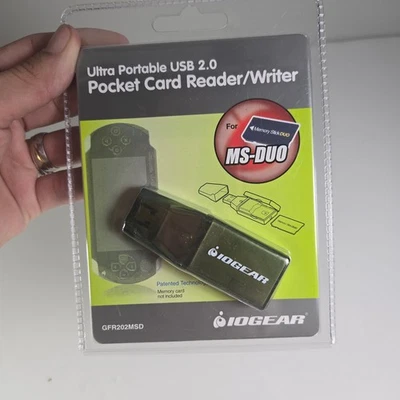 Ultra Portable USB 2.0
Pocket Card Reader/Writer
For
Memory Stick DUO
MS-DUO
IOGEAR
Patented Technology
Memory card
not included
GFR202MSD
IOGEAR